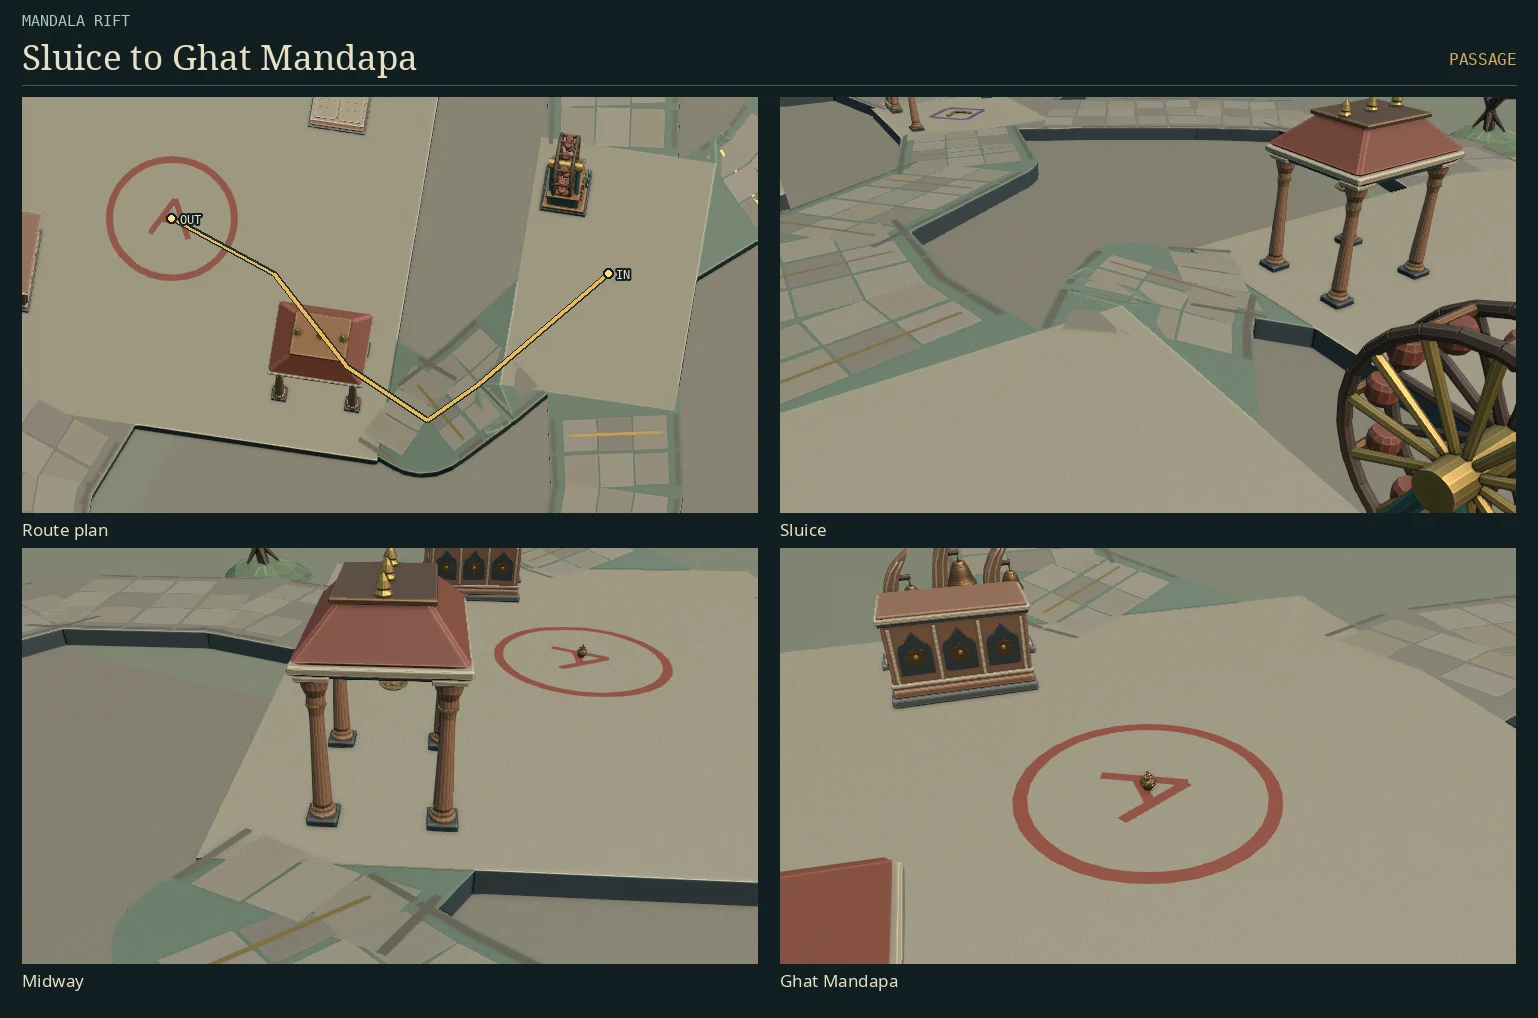 MANDALA RIFT
Sluice to Ghat Mandapa
PASSAGE
A
OUT
IN
Route plan
Sluice
A
Midway
A
Ghat Mandapa